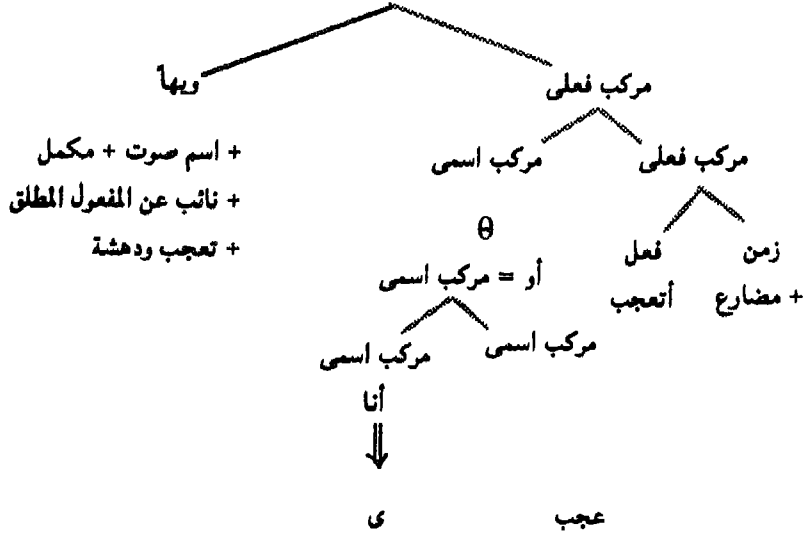 مركب فعلى ويهاً
مركب فعلى مركب اسمى + اسم صوت + مكمل
+ نائب عن المفعول المطلق
θ
زمن فعل + تعجب ودهشة
أو = مركب اسمى
+ مضارع أتعجب
مركب اسمى مركب اسمى
أنا
عجب ى